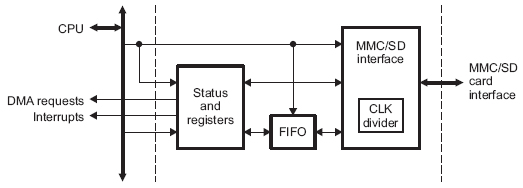 CPU
DMA requests
Interrupts
Status
and
registers
FIFO
MMC/SD
interface
CLK
divider
MMC/SD
card
interface